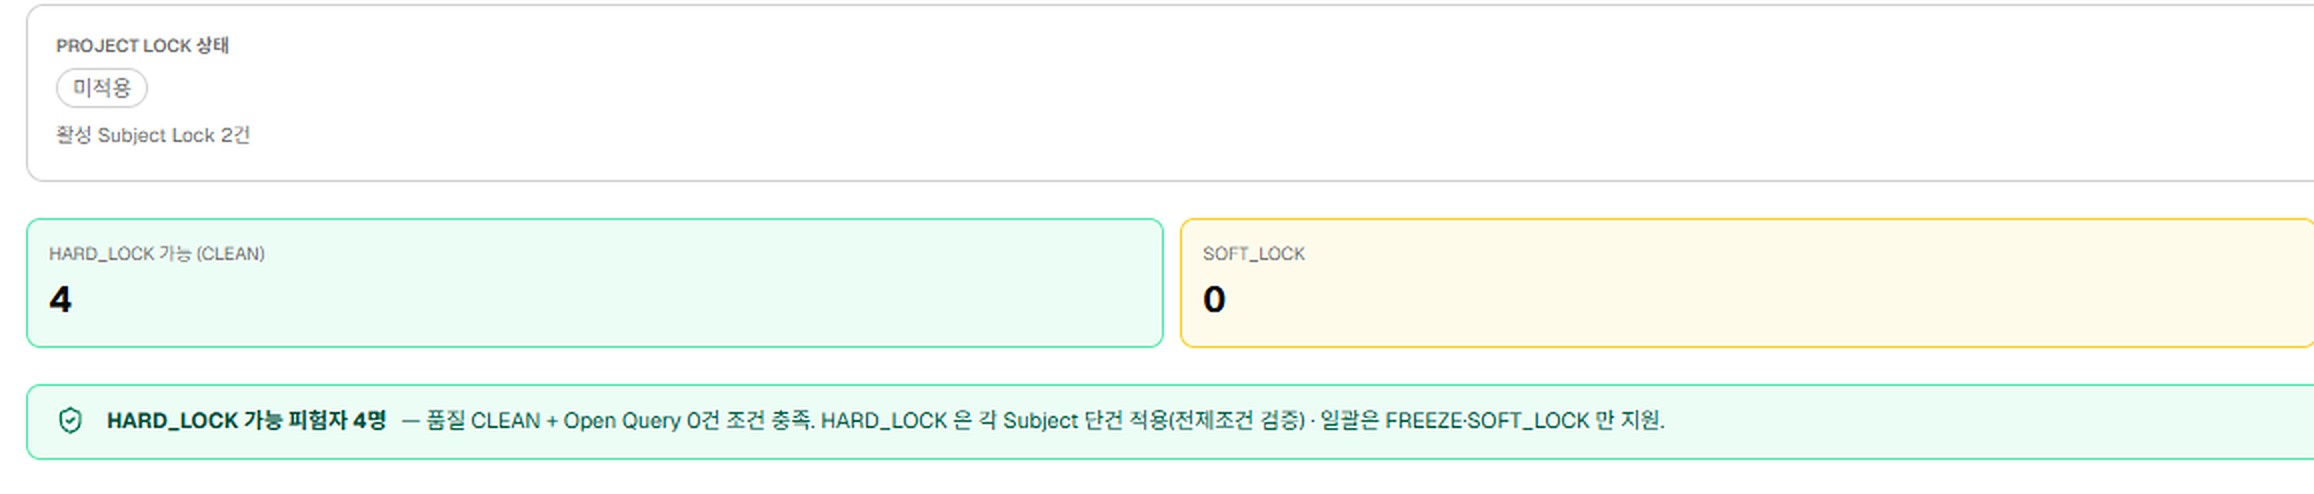 PROJECT LOCK 상태
미적용
활성 Subject Lock 2건
HARD_LOCK 가능 (CLEAN)
4
SOFT_LOCK
0
HARD_LOCK 가능 피험자 4명 — 품질 CLEAN + Open Query 0건 조건 충족. HARD_LOCK 은 각 Subject 단건 적용(전제조건 검증) · 일괄은 FREEZE·SOFT_LOCK 만 지원.